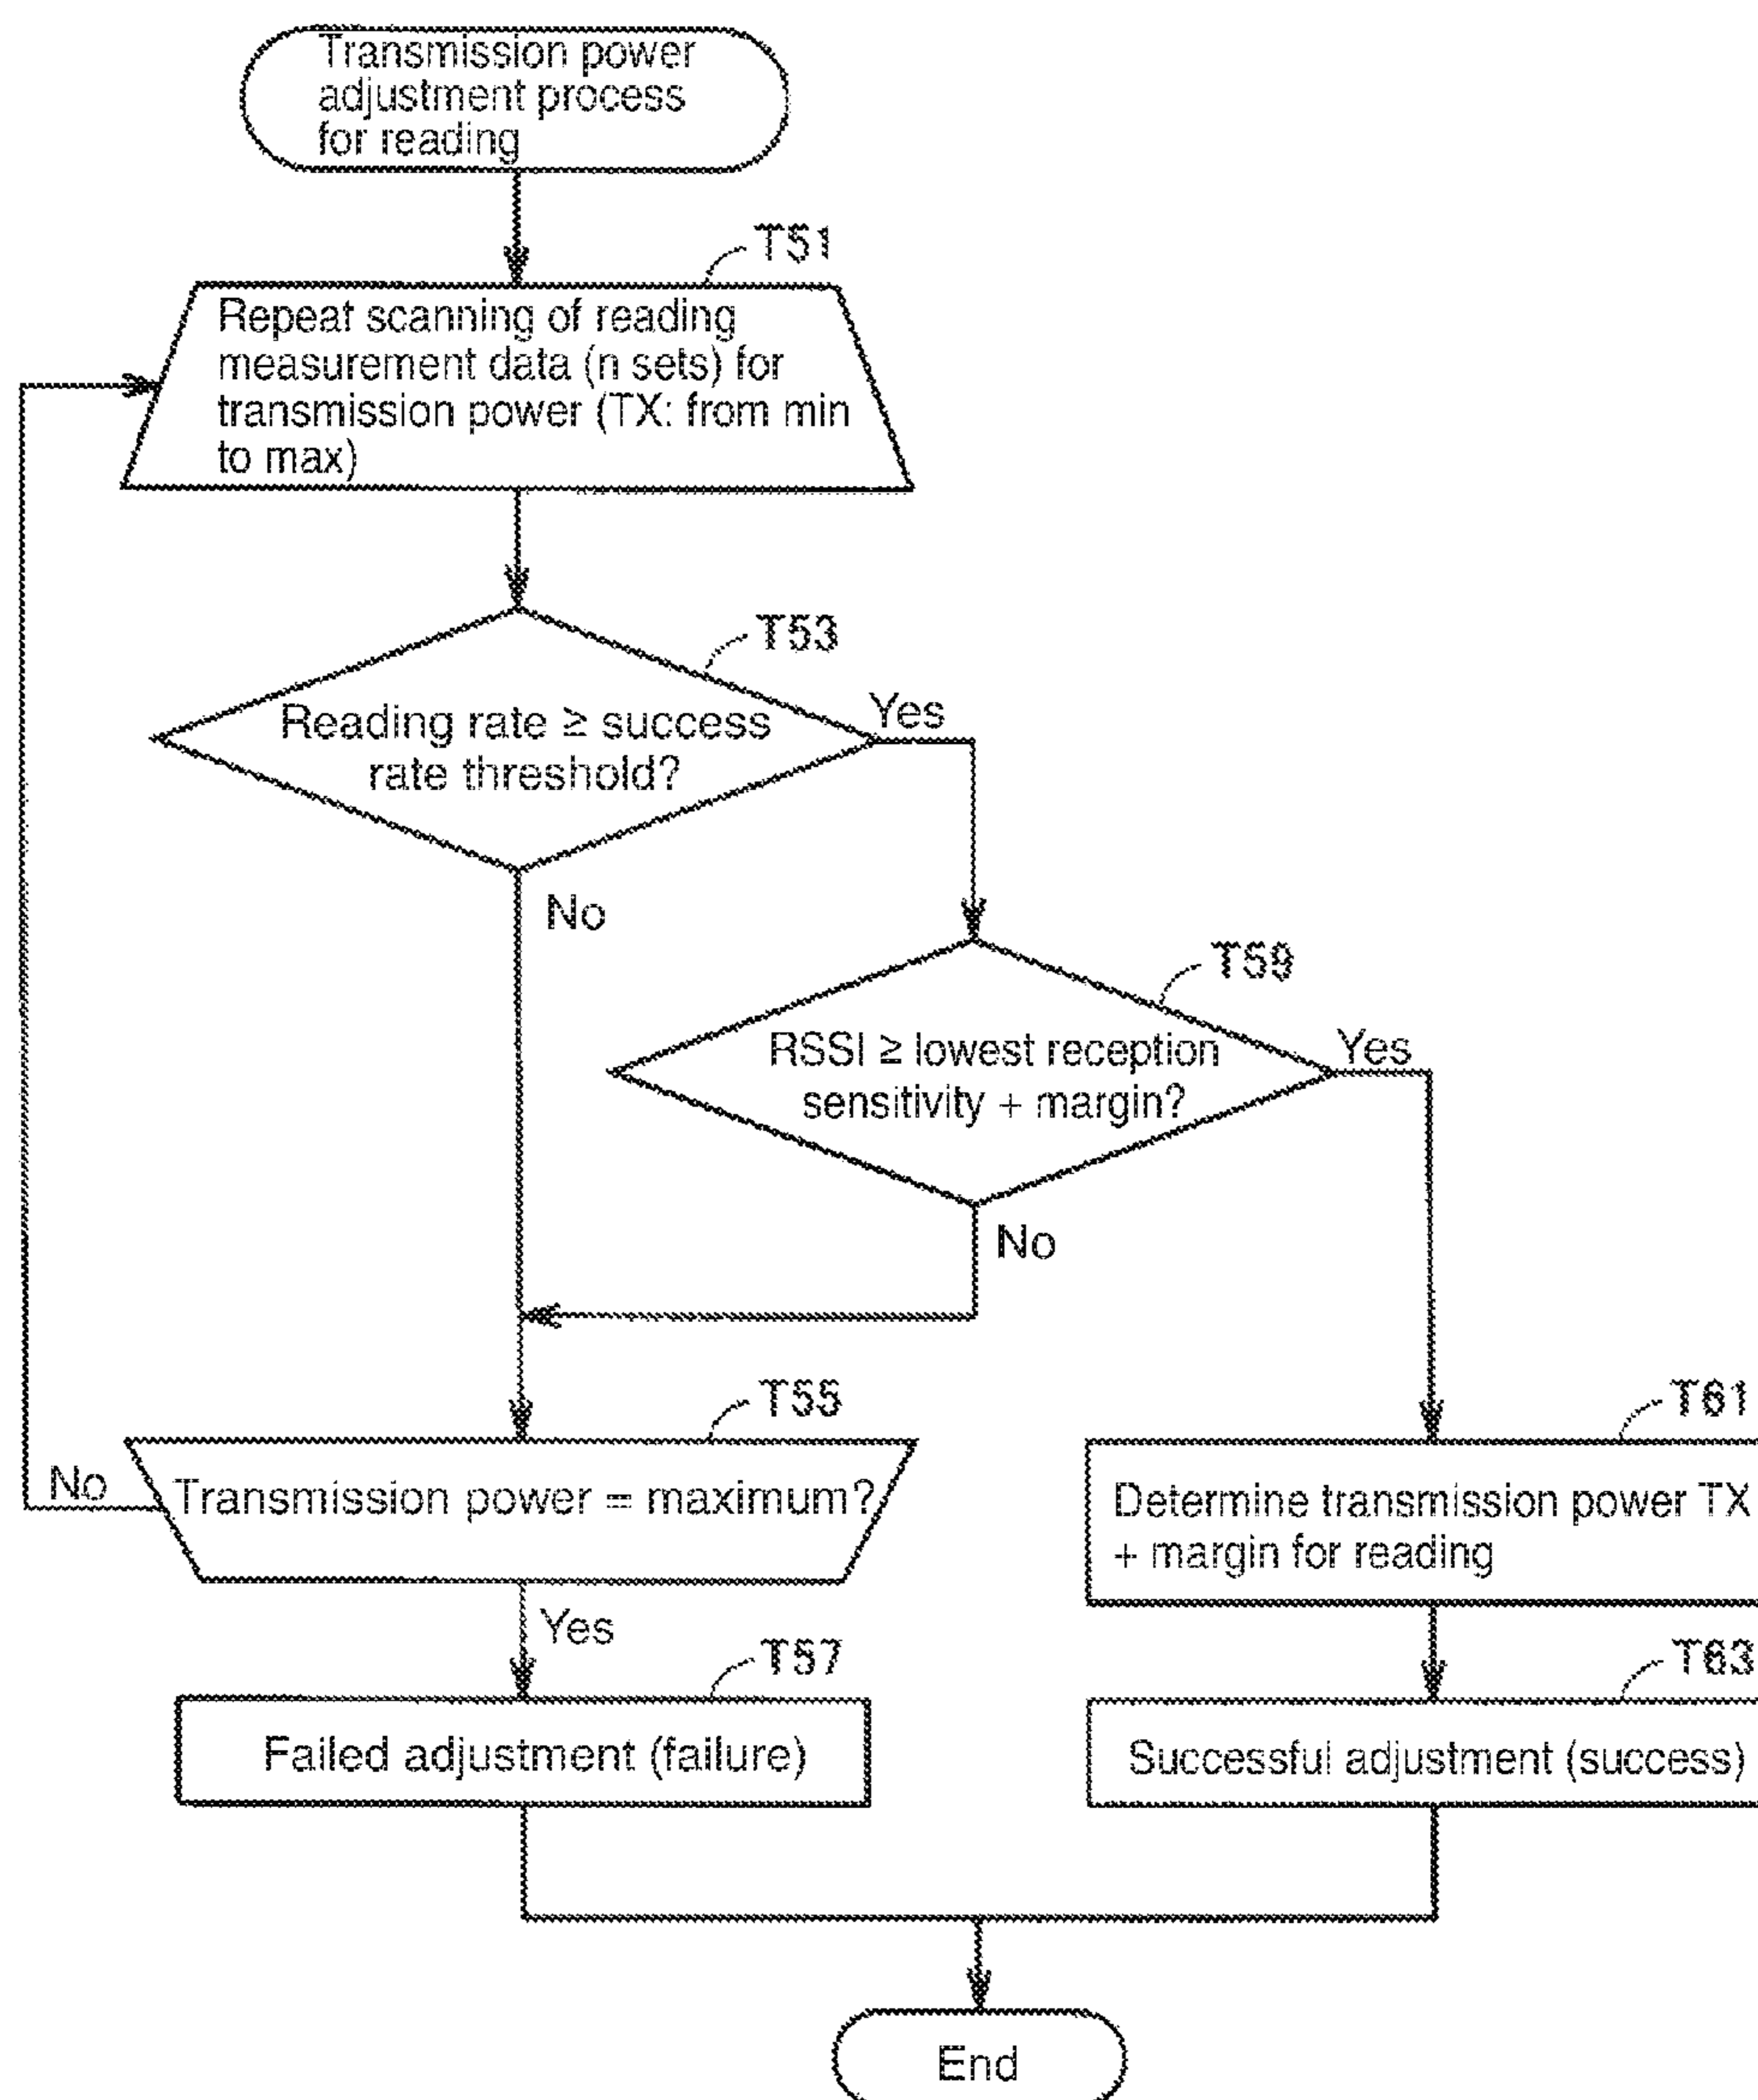 Transmission power
adjustment process
for reading
T51
Repeat scanning of reading
measurement data (n sets) for
transmission power (TX: from min
to max)
T53
Reading rate ≥ success
rate threshold?
Yes
No
T59
RSSI ≥ lowest reception
sensitivity + margin?
Yes
No
T55
Transmission power = maximum?
No
Yes
T61
Determine transmission power TX
+ margin for reading
T57
Failed adjustment (failure)
T63
Successful adjustment (success)
End